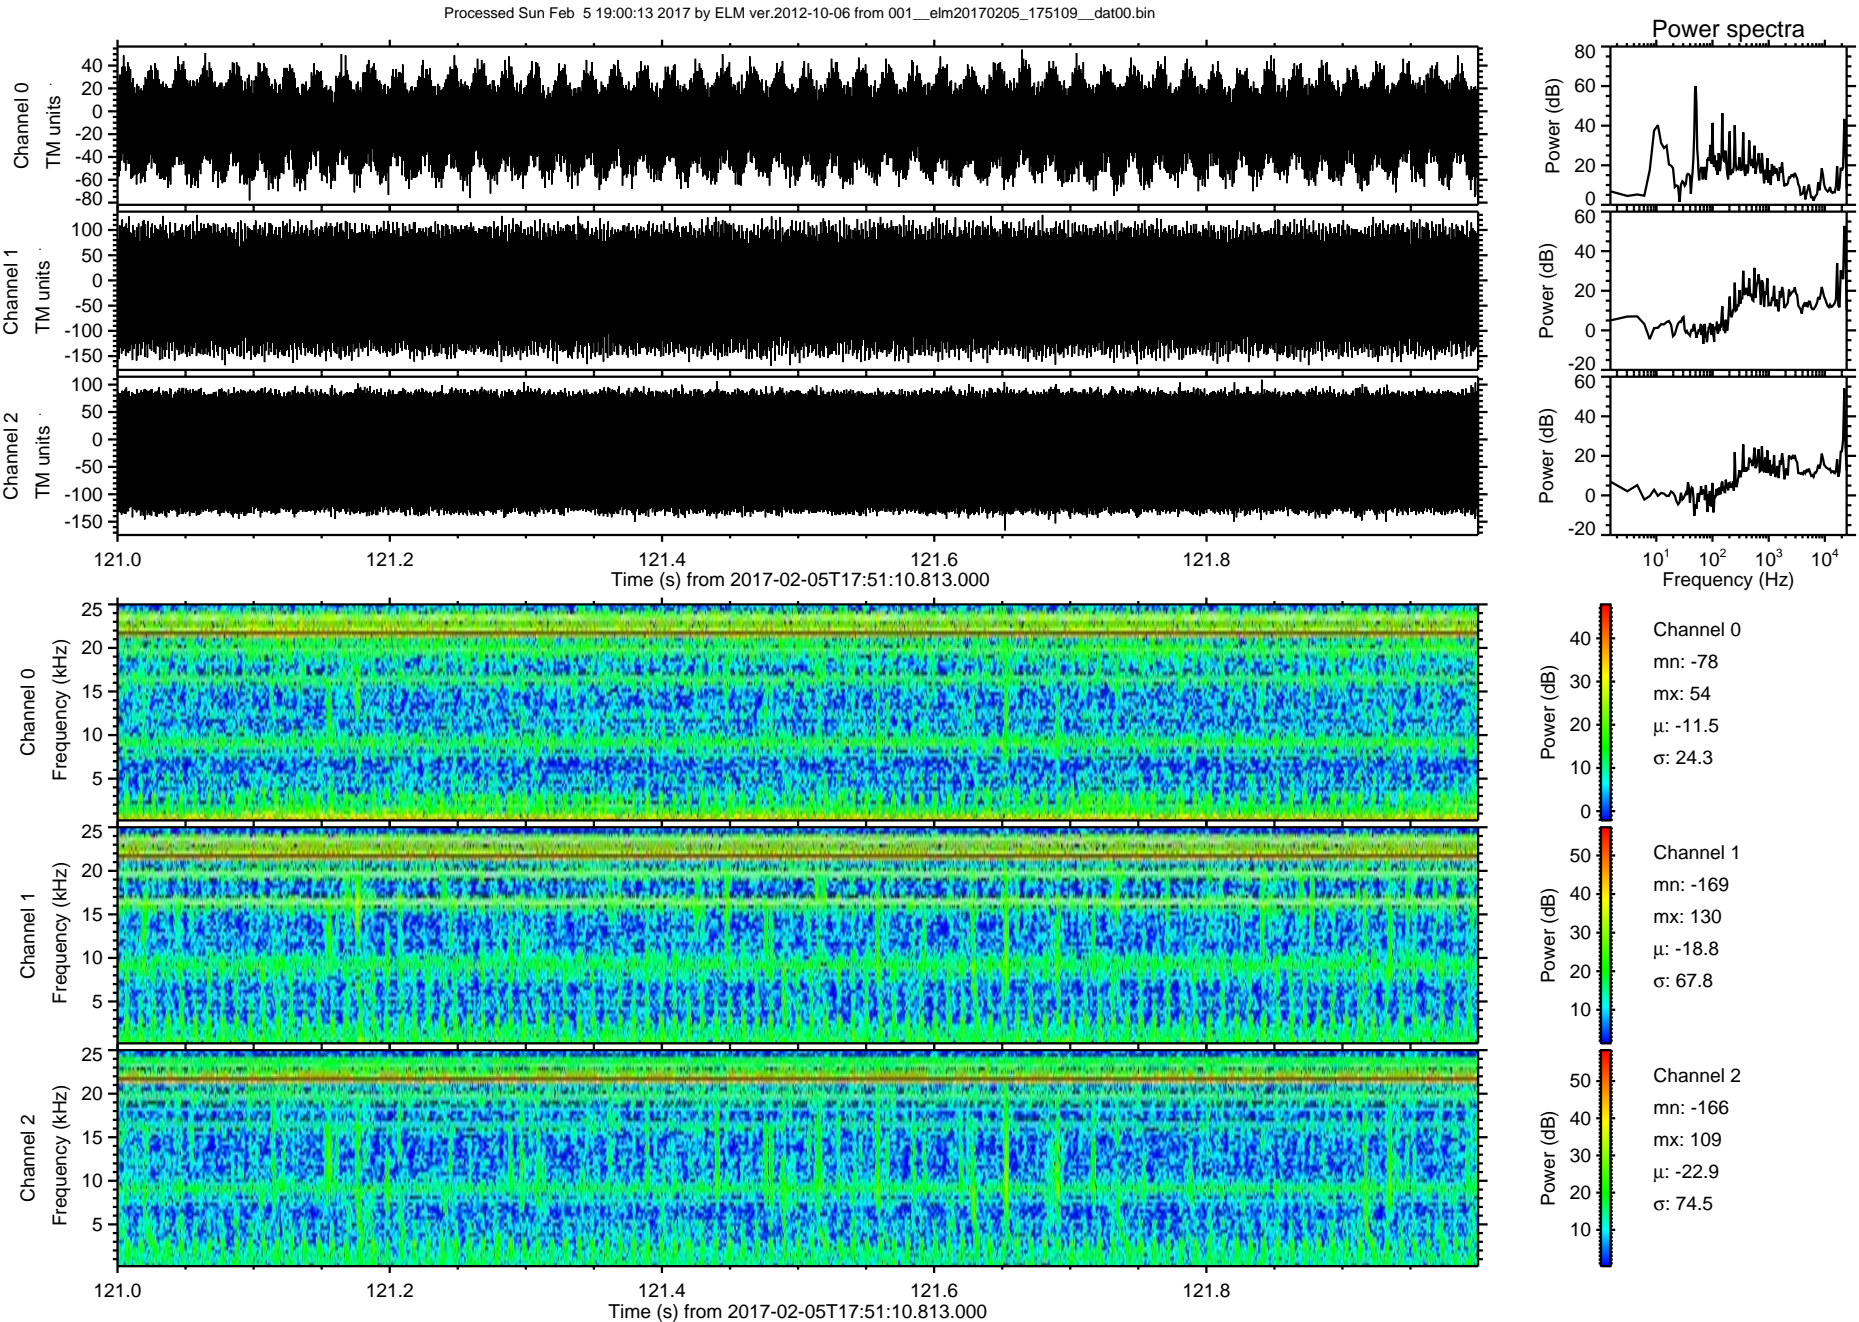 Processed Sun Feb  5 19:00:13 2017 by ELM ver.2012-10-06 from 001__elm20170205_175109__dat00.bin
Power spectra
Channel 0
TM units
40
20
0
-20
-40
-60
-80
Power (dB)
80
60
40
20
0
Channel 1
TM units
100
50
0
-50
-100
-150
Power (dB)
60
40
20
0
-20
Channel 2
TM units
100
50
0
-50
-100
-150
Power (dB)
60
40
20
0
-20
121.0 121.2 121.4 121.6 121.8
Time (s) from 2017-02-05T17:51:10.813.000
10^1 10^2 10^3 10^4
Frequency (Hz)
Channel 0
Frequency (kHz)
25
20
15
10
5
Power (dB)
40
30
20
10
0
Channel 0
mn: -78
mx: 54
μ: -11.5
σ: 24.3
Channel 1
Frequency (kHz)
25
20
15
10
5
Power (dB)
50
40
30
20
10
Channel 1
mn: -169
mx: 130
μ: -18.8
σ: 67.8
Channel 2
Frequency (kHz)
25
20
15
10
5
Power (dB)
50
40
30
20
10
Channel 2
mn: -166
mx: 109
μ: -22.9
σ: 74.5
121.0 121.2 121.4 121.6 121.8
Time (s) from 2017-02-05T17:51:10.813.000